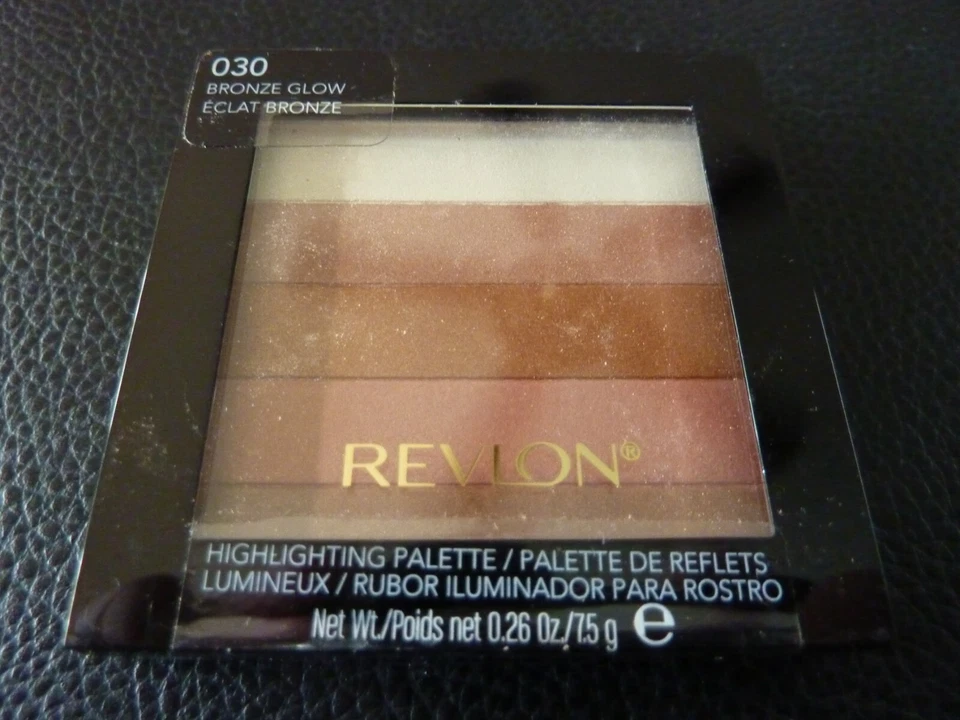 030
BRONZE GLOW
ÉCLAT BRONZE
REVLON®
HIGHLIGHTING PALETTE / PALETTE DE REFLETS
LUMINEUX / RUBOR ILUMINADOR PARA ROSTRO
Net Wt./Poids net 0.26 Oz./7.5 g ℮